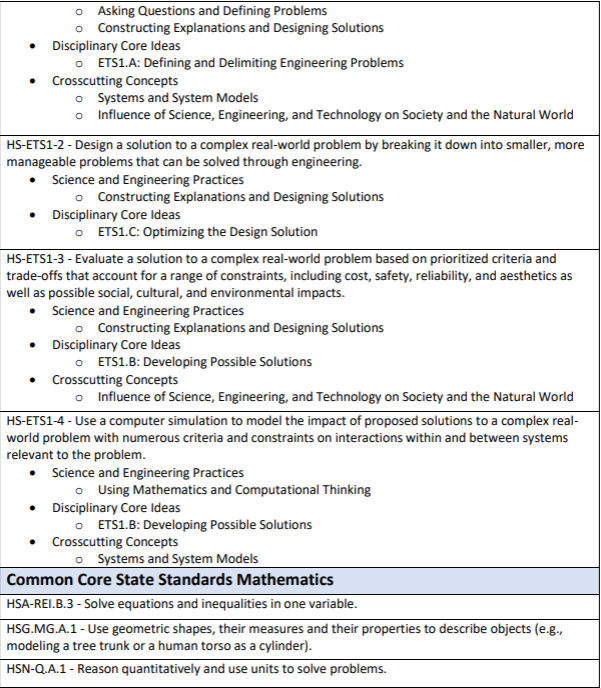 o Asking Questions and Defining Problems
o Constructing Explanations and Designing Solutions
• Disciplinary Core Ideas
o ETS1.A: Defining and Delimiting Engineering Problems
• Crosscutting Concepts
o Systems and System Models
o Influence of Science, Engineering, and Technology on Society and the Natural World
HS-ETS1-2 - Design a solution to a complex real-world problem by breaking it down into smaller, more
manageable problems that can be solved through engineering.
• Science and Engineering Practices
o Constructing Explanations and Designing Solutions
• Disciplinary Core Ideas
o ETS1.C: Optimizing the Design Solution
HS-ETS1-3 - Evaluate a solution to a complex real-world problem based on prioritized criteria and
trade-offs that account for a range of constraints, including cost, safety, reliability, and aesthetics as
well as possible social, cultural, and environmental impacts.
• Science and Engineering Practices
o Constructing Explanations and Designing Solutions
• Disciplinary Core Ideas
o ETS1.B: Developing Possible Solutions
• Crosscutting Concepts
o Influence of Science, Engineering, and Technology on Society and the Natural World
HS-ETS1-4 - Use a computer simulation to model the impact of proposed solutions to a complex real-
world problem with numerous criteria and constraints on interactions within and between systems
relevant to the problem.
• Science and Engineering Practices
o Using Mathematics and Computational Thinking
• Disciplinary Core Ideas
o ETS1.B: Developing Possible Solutions
• Crosscutting Concepts
o Systems and System Models
Common Core State Standards Mathematics
HSA-REI.B.3 - Solve equations and inequalities in one variable.
HSG.MG.A.1 - Use geometric shapes, their measures and their properties to describe objects (e.g.,
modeling a tree trunk or a human torso as a cylinder).
HSN-Q.A.1 - Reason quantitatively and use units to solve problems.